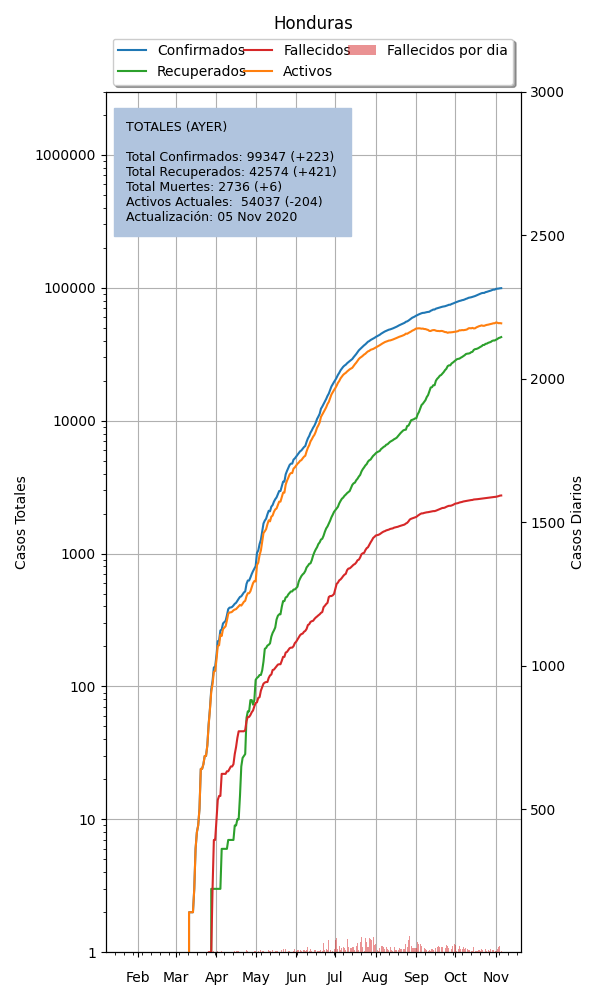 Honduras
Confirmados
Fallecidos
Fallecidos por dia
Recuperados
Activos
TOTALES (AYER)
Total Confirmados: 99347 (+223)
Total Recuperados: 42574 (+421)
Total Muertes: 2736 (+6)
Activos Actuales:  54037 (-204)
Actualización: 05 Nov 2020
Casos Totales
1000000
100000
10000
1000
100
10
1
3000
2500
2000
1500
1000
500
Casos Diarios
Feb Mar Apr May Jun Jul Aug Sep Oct Nov